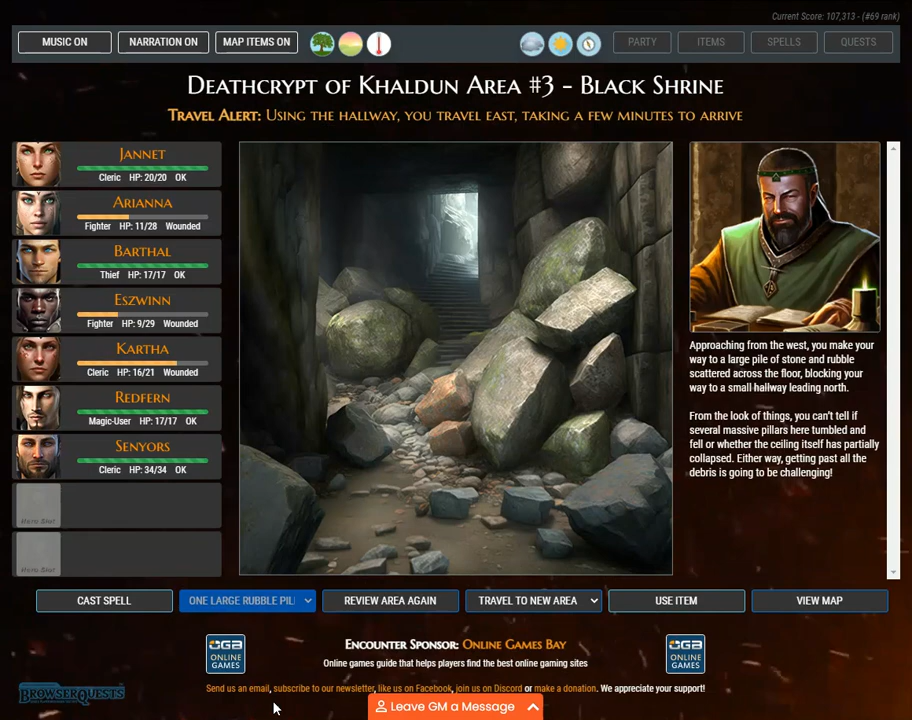 Current Score: 107,313 - (#69 rank)
MUSIC ON
NARRATION ON
MAP ITEMS ON
PARTY
ITEMS
SPELLS
QUESTS
Deathcrypt of Khaldun Area #3 - Black Shrine
Travel Alert: Using the hallway, you travel east, taking a few minutes to arrive
Jannet
Cleric HP: 20/20 OK
Arianna
Fighter HP: 11/28 Wounded
Barthal
Thief HP: 17/17 OK
Eszwinn
Fighter HP: 9/29 Wounded
Kartha
Cleric HP: 16/21 Wounded
Redfern
Magic-User HP: 17/17 OK
Senyors
Cleric HP: 34/34 OK
Hero Slot
Hero Slot
Approaching from the west, you make your
way to a large pile of stone and rubble
scattered across the floor, blocking your
way to a small hallway leading north.
From the look of things, you can't tell if
several massive pillars here tumbled and
fell or whether the ceiling itself has partially
collapsed. Either way, getting past all the
debris is going to be challenging!
CAST SPELL
ONE LARGE RUBBLE PIL
REVIEW AREA AGAIN
TRAVEL TO NEW AREA
USE ITEM
VIEW MAP
OGA
ONLINE
GAMES
Encounter Sponsor: Online Games Bay
Online games guide that helps players find the best online gaming sites
OGA
ONLINE
GAMES
Send us an email, subscribe to our newsletter, like us on Facebook, join us on Discord or make a donation. We appreciate your support!
BROWSERQUESTS
Leave GM a Message